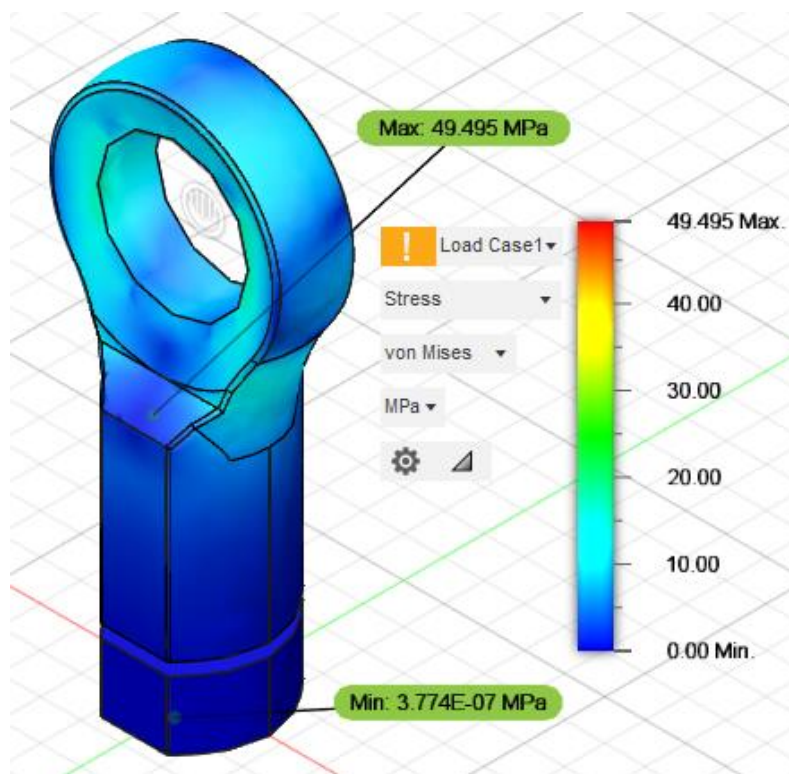 Max: 49.495 MPa
! Load Case1
Stress
von Mises
MPa
49.495 Max.
40.00
30.00
20.00
10.00
0.00 Min.
Min: 3.774E-07 MPa